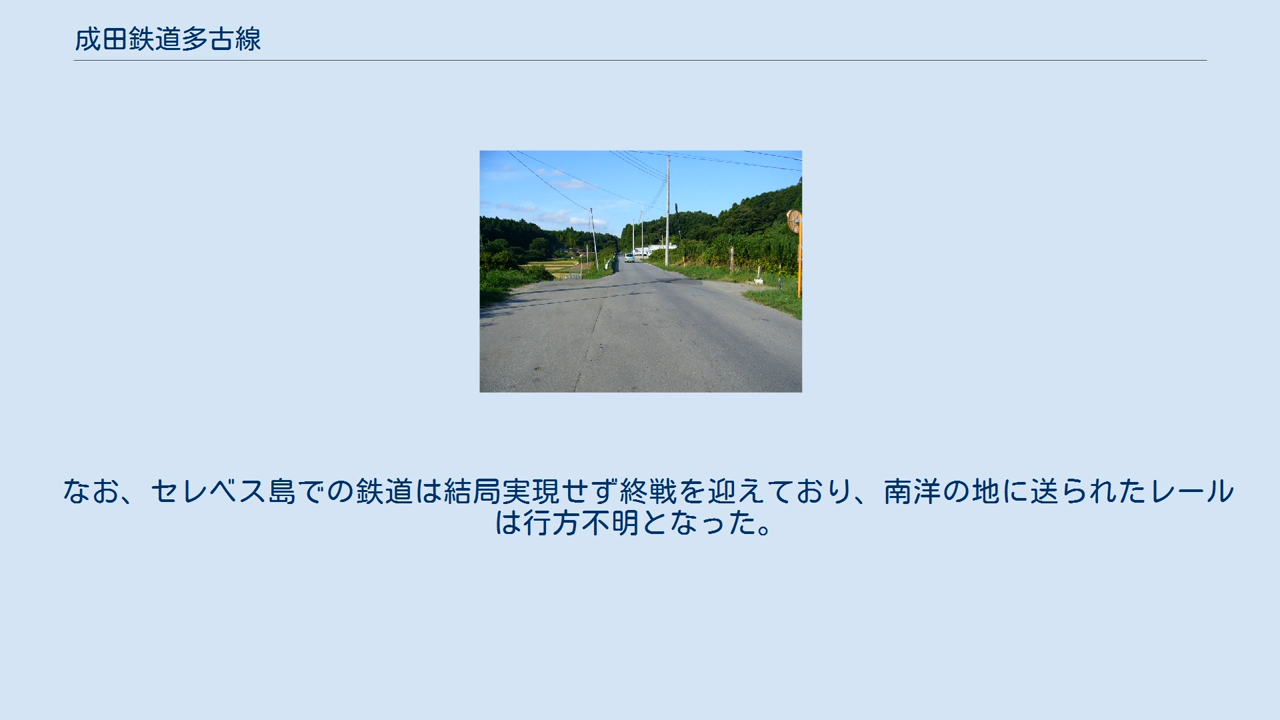 成田鉄道多古線
なお、セレベス島での鉄道は結局実現せず終戦を迎えており、南洋の地に送られたレール
は行方不明となった。